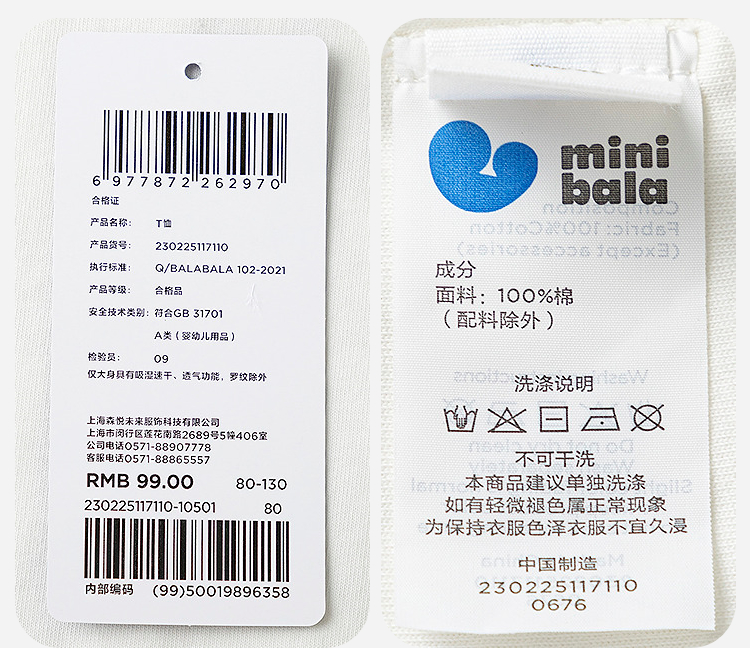 6 977872 262970
合格证
产品名称: T恤
产品货号: 230225117110
执行标准: Q/BALABALA 102-2021
产品等级: 合格品
安全技术类别: 符合GB 31701
A类（婴幼儿用品）
检验员: 09
仅大身具有吸湿速干、透气功能，罗纹除外
上海森悦未来服饰科技有限公司
上海市闵行区莲花南路2689号5幢406室
公司电话0571-88907778
客服电话0571-88865557
RMB 99.00 80-130
230225117110-10501 80
内部编码 (99)50019896358
mini
bala
Composition
Fabric: 100%Cotton
(Except accessories)
成分
面料: 100%棉
（配料除外）
洗涤说明
不可干洗
本商品建议单独洗涤
如有轻微褪色属正常现象
为保持衣服色泽衣服不宜久浸
中国制造
230225117110
0676